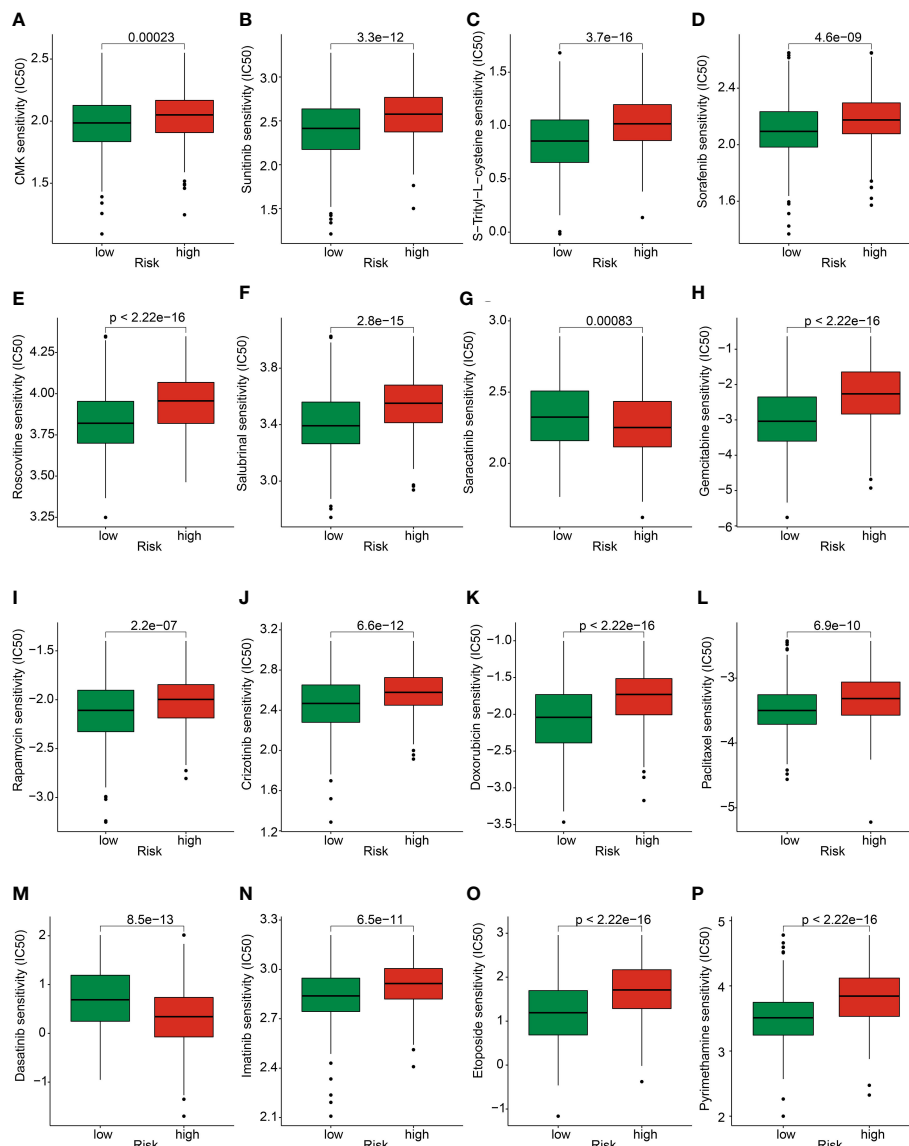 A
0.00023
CMK sensitivity (IC50)
2.5
2.0
1.5
low
high
Risk
B
3.3e−12
Sunitinib sensitivity (IC50)
3.0
2.5
2.0
1.5
low
high
Risk
C
3.7e−16
S−Trityl−L−cysteine sensitivity (IC50)
1.5
1.0
0.5
0.0
low
high
Risk
D
4.6e−09
Sorafenib sensitivity (IC50)
2.4
2.0
1.6
low
high
Risk
E
p < 2.22e−16
Roscovitine sensitivity (IC50)
4.25
4.00
3.75
3.50
3.25
low
high
Risk
F
2.8e−15
Salubrinal sensitivity (IC50)
3.8
3.4
3.0
low
high
Risk
G
0.00083
Saracatinib sensitivity (IC50)
3.0
2.5
2.0
low
high
Risk
H
p < 2.22e−16
Gemcitabine sensitivity (IC50)
−1
−2
−3
−4
−5
−6
low
high
Risk
I
2.2e−07
Rapamycin sensitivity (IC50)
−1.5
−2.0
−2.5
−3.0
low
high
Risk
J
6.6e−12
Crizotinib sensitivity (IC50)
3.2
2.8
2.4
2.0
1.6
1.2
low
high
Risk
K
p < 2.22e−16
Doxorubicin sensitivity (IC50)
−1.0
−1.5
−2.0
−2.5
−3.0
−3.5
low
high
Risk
L
6.9e−10
Paclitaxel sensitivity (IC50)
−3
−4
−5
low
high
Risk
M
8.5e−13
Dasatinib sensitivity (IC50)
2
1
0
−1
low
high
Risk
N
6.5e−11
Imatinib sensitivity (IC50)
3.3
3.0
2.7
2.4
2.1
low
high
Risk
O
p < 2.22e−16
Etoposide sensitivity (IC50)
3
2
1
0
−1
low
high
Risk
P
p < 2.22e−16
Pyrimethamine sensitivity (IC50)
5
4
3
2
low
high
Risk